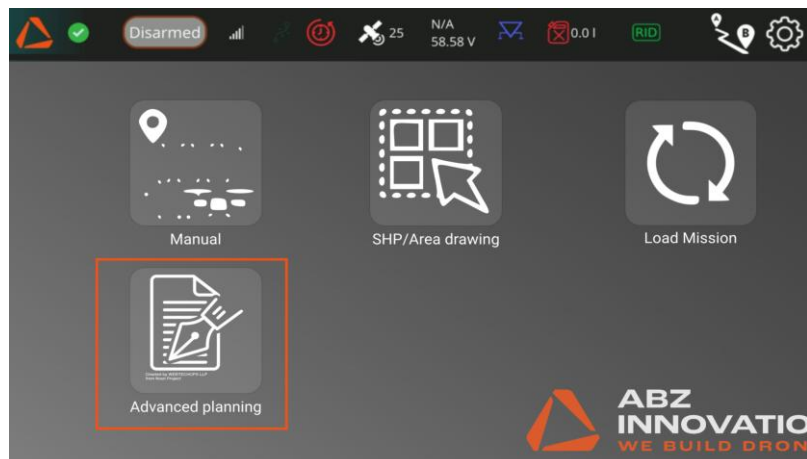 Disarmed
25
N/A
58.58 V
0.0 l
RID
B
Manual
SHP/Area drawing
Load Mission
Advanced planning
ABZ
INNOVATIO
WE BUILD DRON